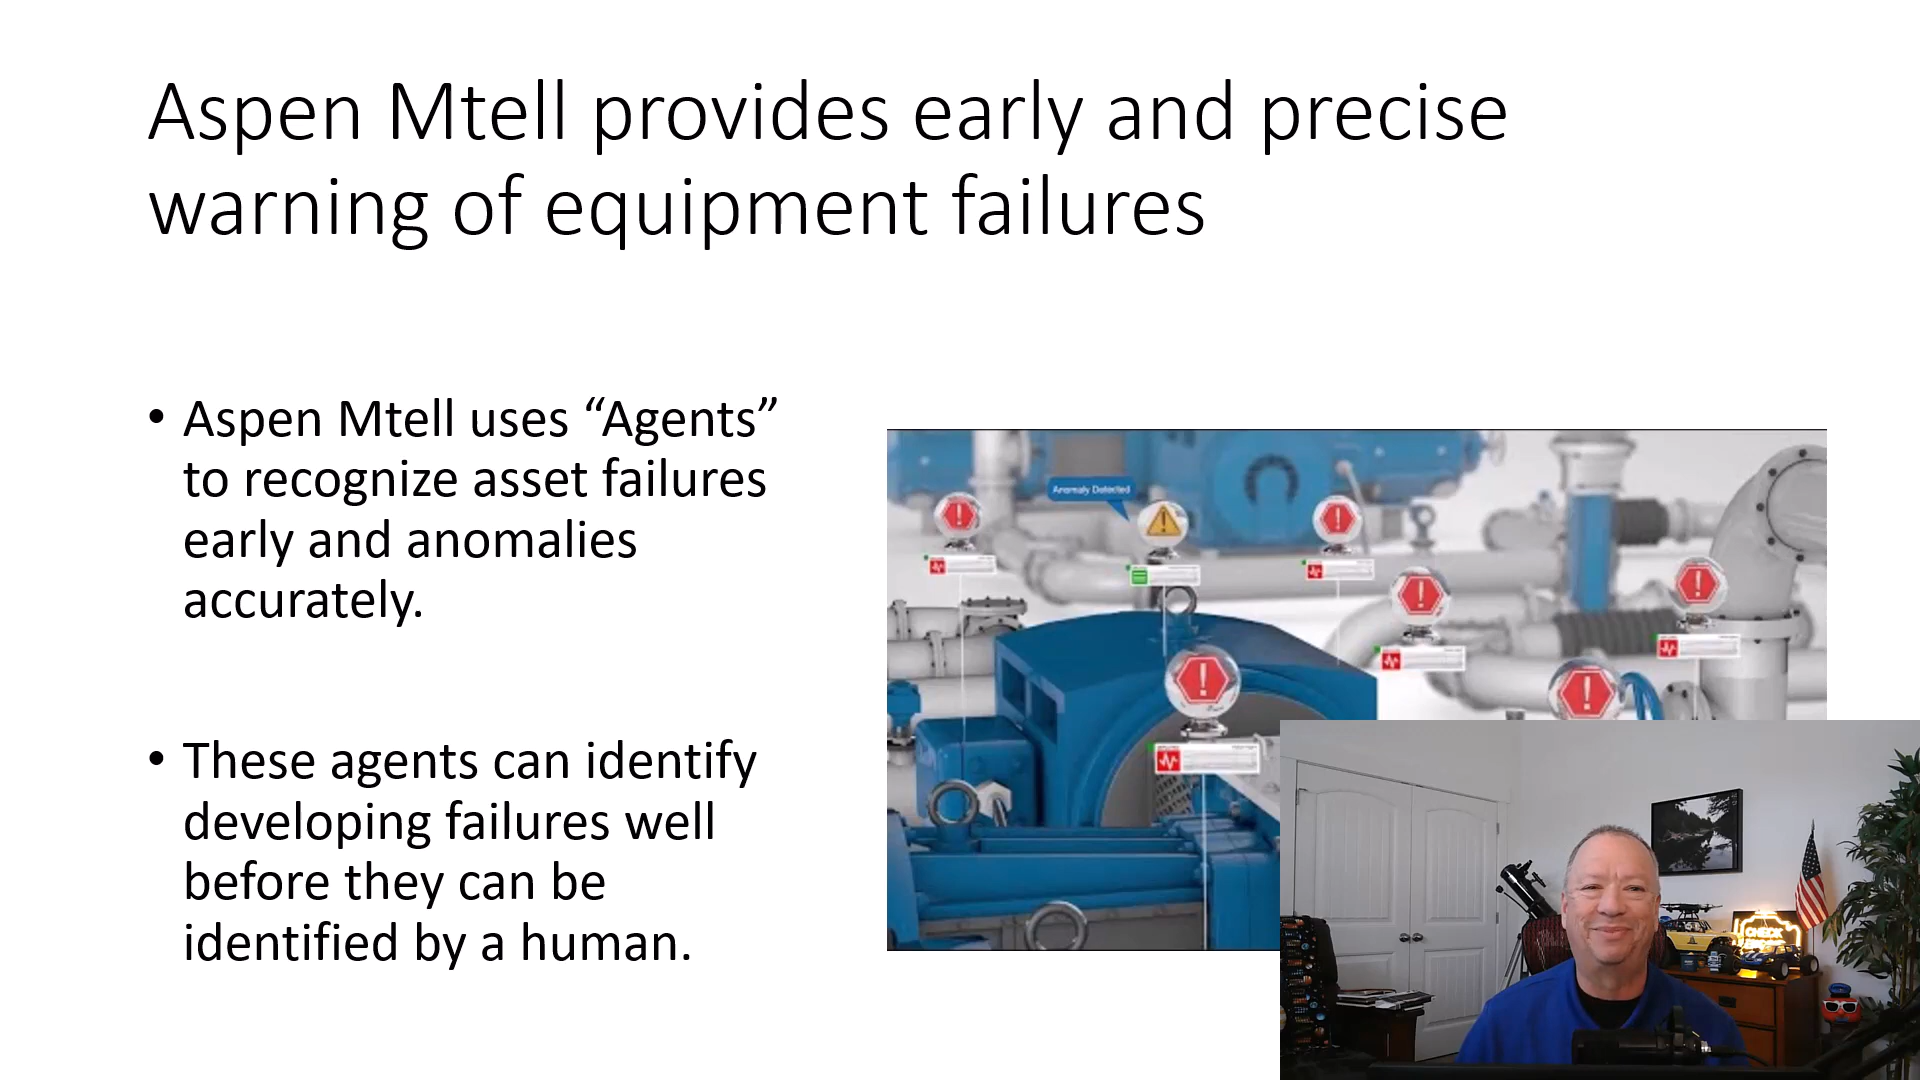 Aspen Mtell provides early and precise
warning of equipment failures
• Aspen Mtell uses “Agents”
to recognize asset failures
early and anomalies
accurately.
• These agents can identify
developing failures well
before they can be
identified by a human.
Anomaly Detected
CHECK